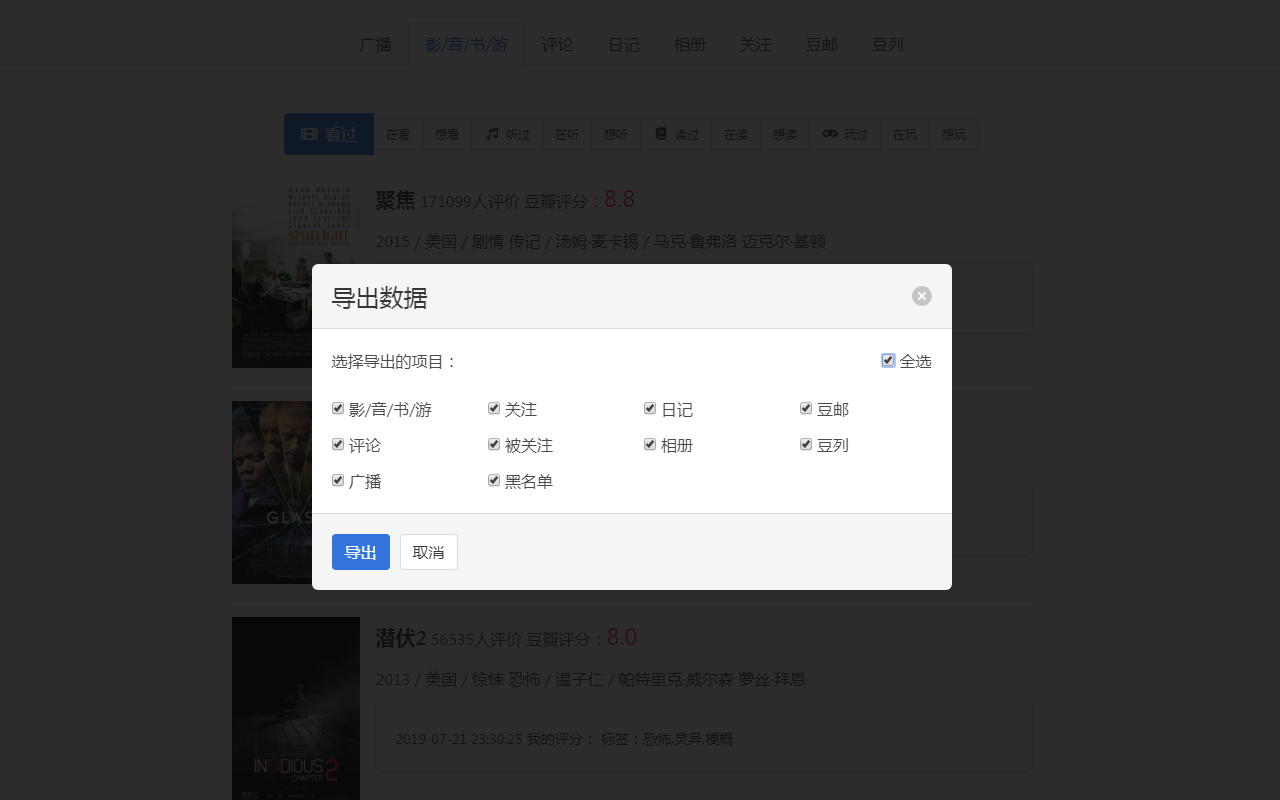 广播 影/音/书/游 评论 日记 相册 关注 豆邮 豆列
看过 在看 想看 听过 在听 想听 读过 在读 想读 玩过 在玩 想玩
SPOTLIGHT
聚焦 171099人评价 豆瓣评分：8.8
2015 / 美国 / 剧情 传记 / 汤姆·麦卡锡 / 马克·鲁弗洛 迈克尔·基顿
导出数据
选择导出的项目：
全选
影/音/书/游 关注 日记 豆邮
评论 被关注 相册 豆列
广播 黑名单
导出 取消
GLAS
潜伏2 56535人评价 豆瓣评分：8.0
2013 / 美国 / 惊悚 恐怖 / 温子仁 / 帕特里克·威尔森 萝丝·拜恩
2019-07-21 23:30:25 我的评分： 标签：恐怖,灵异,梗概
INSIDIOUS
CHAPTER 2